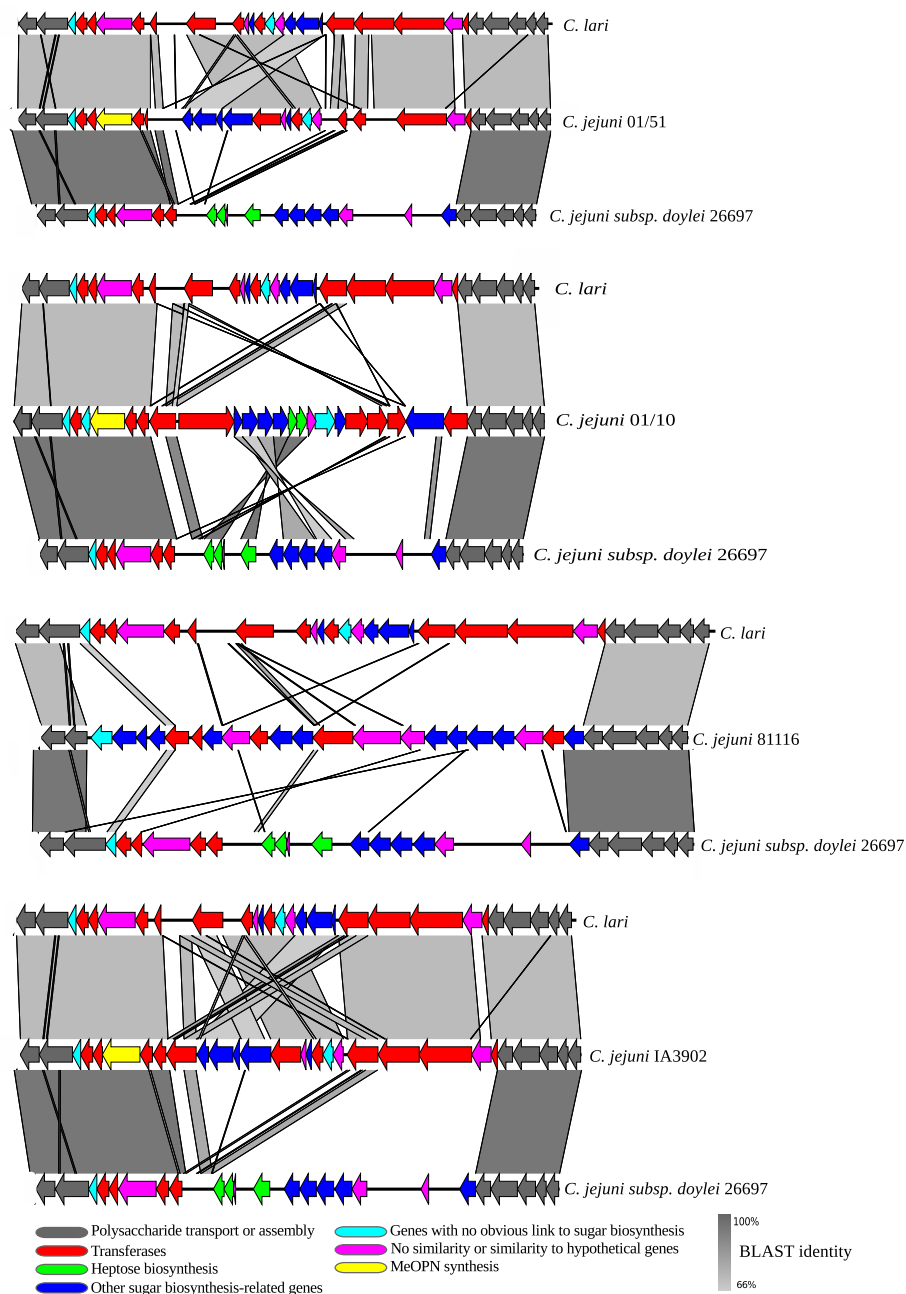 C. lari
C. jejuni 01/51
C. jejuni subsp. doylei 26697
C. lari
C. jejuni 01/10
C. jejuni subsp. doylei 26697
C. lari
C. jejuni 81116
C. jejuni subsp. doylei 26697
C. lari
C. jejuni IA3902
C. jejuni subsp. doylei 26697
Polysaccharide transport or assembly
Transferases
Heptose biosynthesis
Other sugar biosynthesis-related genes
Genes with no obvious link to sugar biosynthesis
No similarity or similarity to hypothetical genes
MeOPN synthesis
100%
BLAST identity
66%